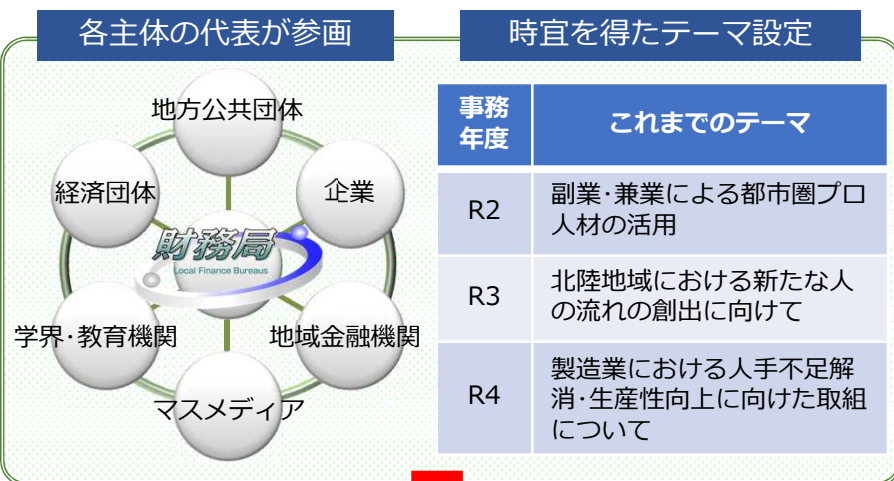 各主体の代表が参画
地方公共団体
経済団体
企業
財務局
Local Finance Bureaus
学界･教育機関
地域金融機関
マスメディア
時宜を得たテーマ設定
事務
年度
これまでのテーマ
R2
副業･兼業による都市圏プロ
人材の活用
R3
北陸地域における新たな人
の流れの創出に向けて
R4
製造業における人手不足解
消･生産性向上に向けた取組
について